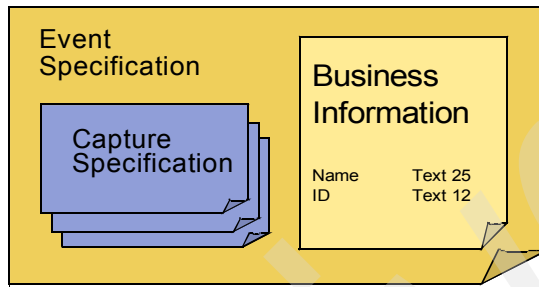 Event
Specification
Capture
Specification
Business
Information
Name Text 25
ID Text 12